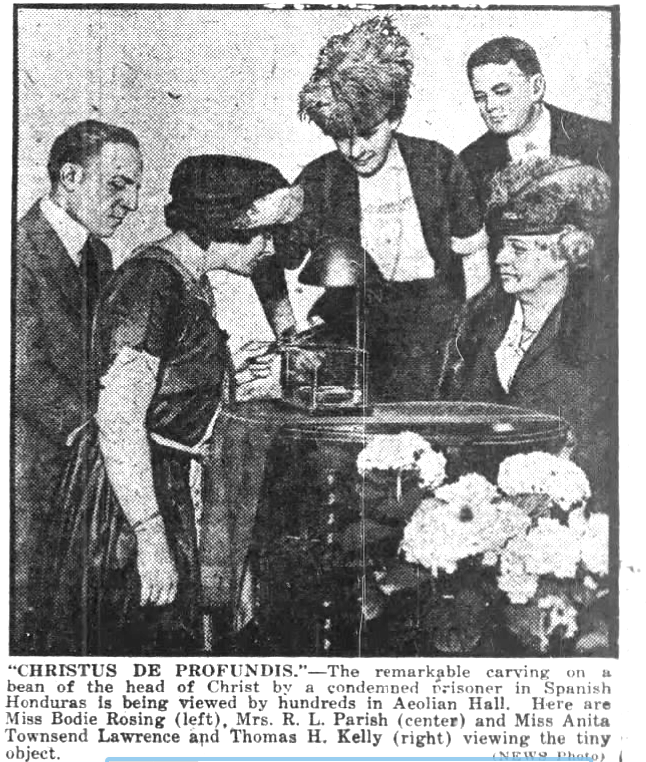 "CHRISTUS DE PROFUNDIS."—The remarkable carving on a
bean of the head of Christ by a condemned prisoner in Spanish
Honduras is being viewed by hundreds in Aeolian Hall. Here are
Miss Bodie Rosing (left), Mrs. R. L. Parish (center) and Miss Anita
Townsend Lawrence and Thomas H. Kelly (right) viewing the tiny
object. (NEWS Photo)